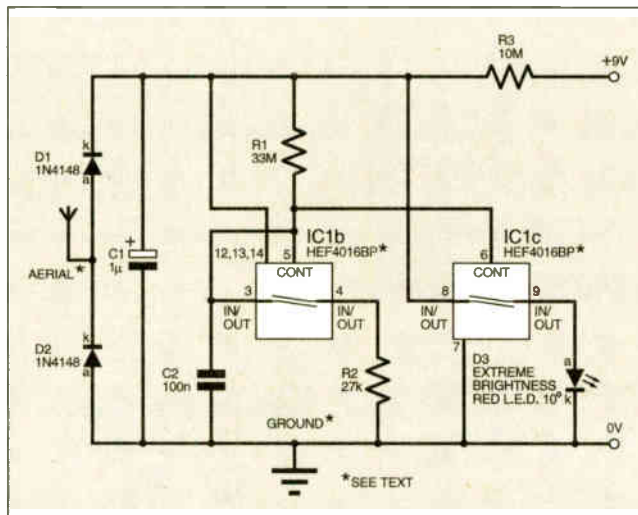 R3
10M
+9V
D1
1N4148
k
a
R1
33M
AERIAL*
+
C1
1µ
12,13,14
5
IC1b
HEF4016BP*
CONT
3
4
IN/
OUT
IN/
OUT
6
IC1c
HEF4016BP*
CONT
8
9
IN/
OUT
IN/
OUT
7
D2
1N4148
k
a
C2
100n
R2
27k
D3
EXTREME
BRIGHTNESS
RED L.E.D. 10°
a
k
GROUND*
0V
*SEE TEXT